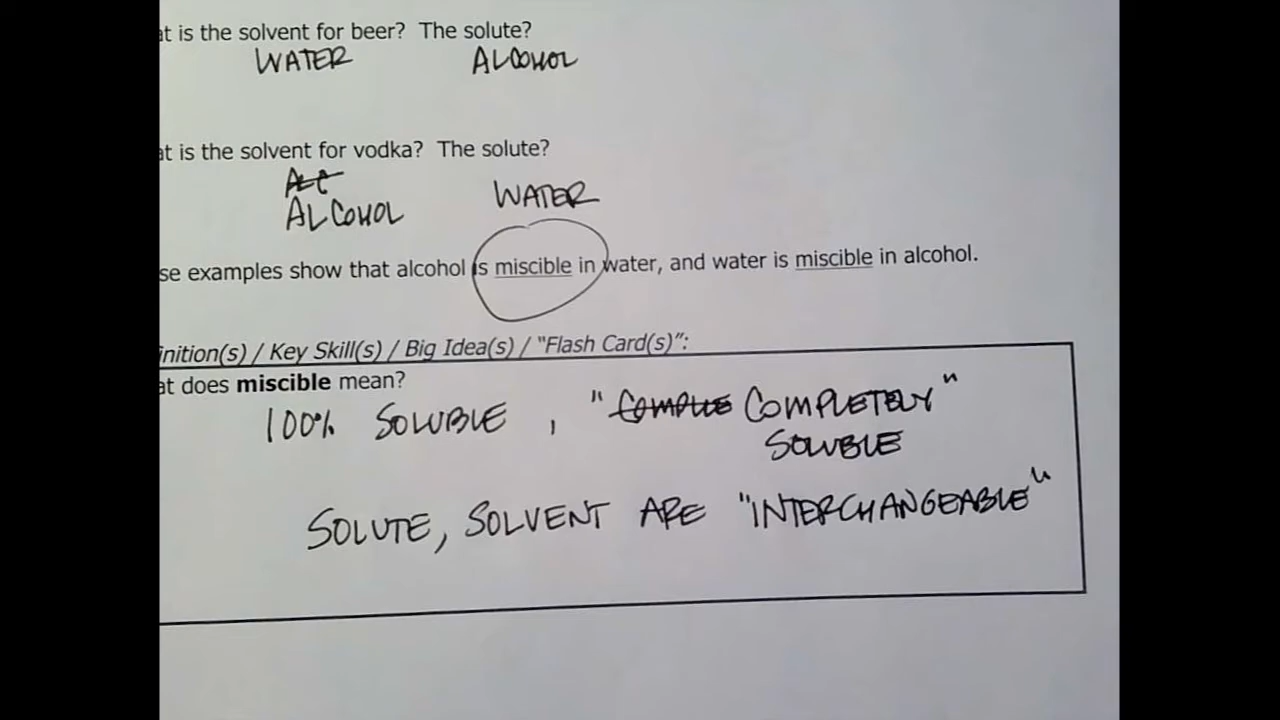 at is the solvent for beer? The solute?
WATER ALCOHOL
at is the solvent for vodka? The solute?
ALC
ALCOHOL WATER
se examples show that alcohol is miscible in water, and water is miscible in alcohol.
inition(s) / Key Skill(s) / Big Idea(s) / "Flash Card(s)":
at does miscible mean?
100% SOLUBLE , "COMPLE COMPLETELY"
SOLUBLE
SOLUTE, SOLVENT ARE "INTERCHANGEABLE"